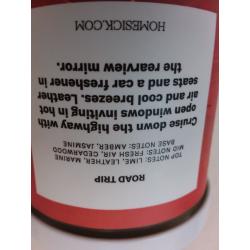 ROAD TRIP
TOP NOTES: LIME, LEATHER, MARINE
MID NOTES: FRESH AIR, CEDARWOOD
BASE NOTES: AMBER, JASMINE
Cruise down the highway with
open windows inviting in hot
air and cool breezes. Leather
seats and a car freshener in
the rearview mirror.
HOMESICK.COM